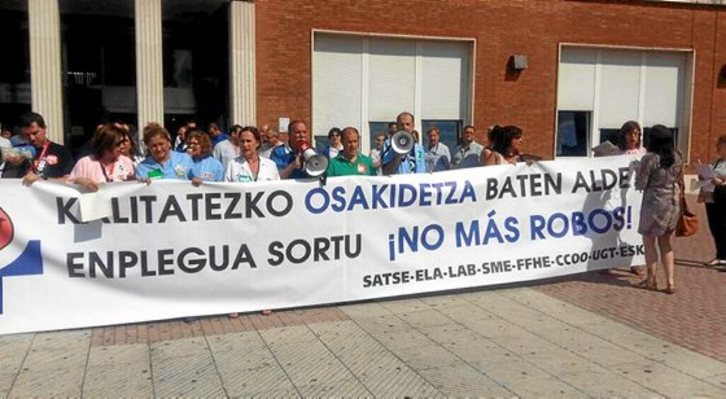 KALITATEZKO OSAKIDETZA BATEN ALDE
ENPLEGUA SORTU ¡NO MÁS ROBOS!
SATSE-ELA-LAB-SME-FFHE-CCOO-UGT-ESK